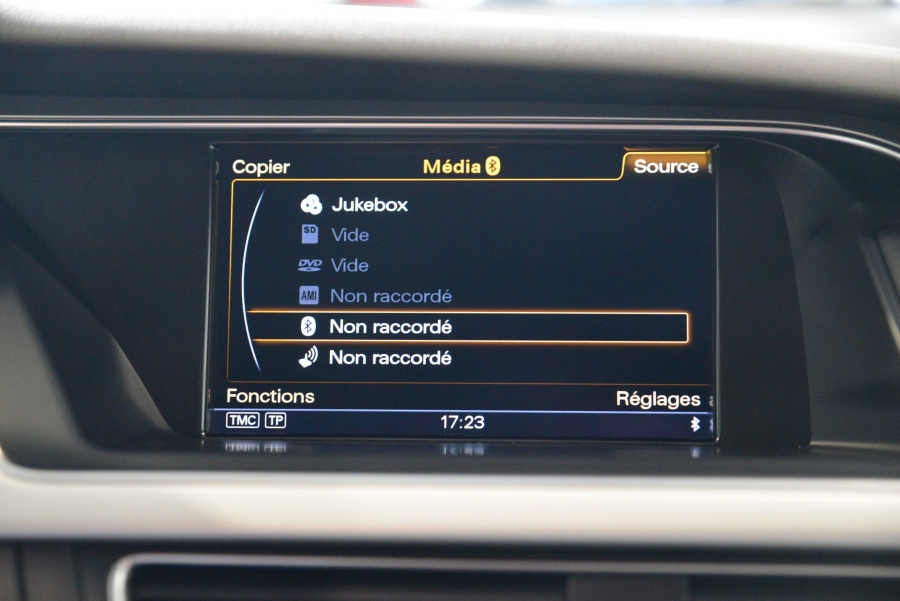 Copier Média Source
Jukebox
SD Vide
DVD Vide
AMI Non raccordé
Non raccordé
Non raccordé
Fonctions Réglages
TMC TP 17:23